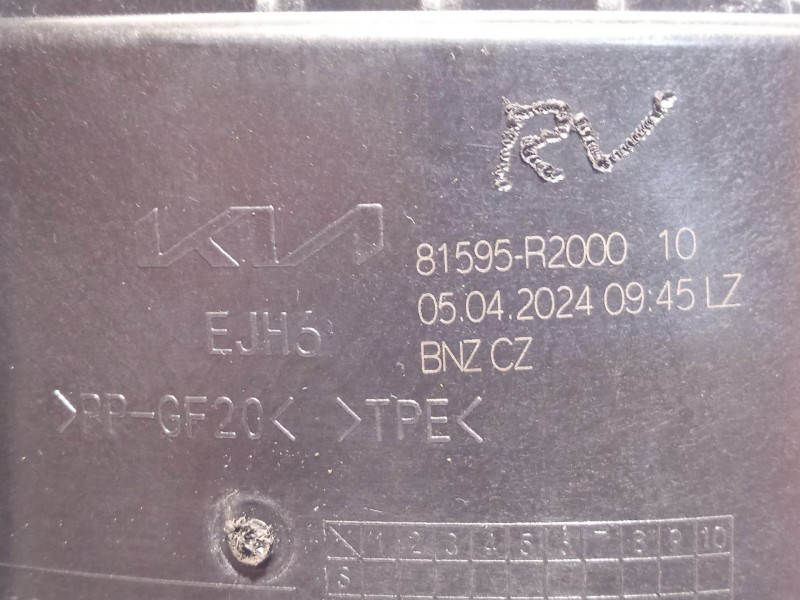 RV
KIA
81595-R2000 10
05.04.2024 09:45 LZ
BNZ CZ
EJH6
>PP-GF20< >TPE<
1 2 3 4 5 6 7 8 9 10
S